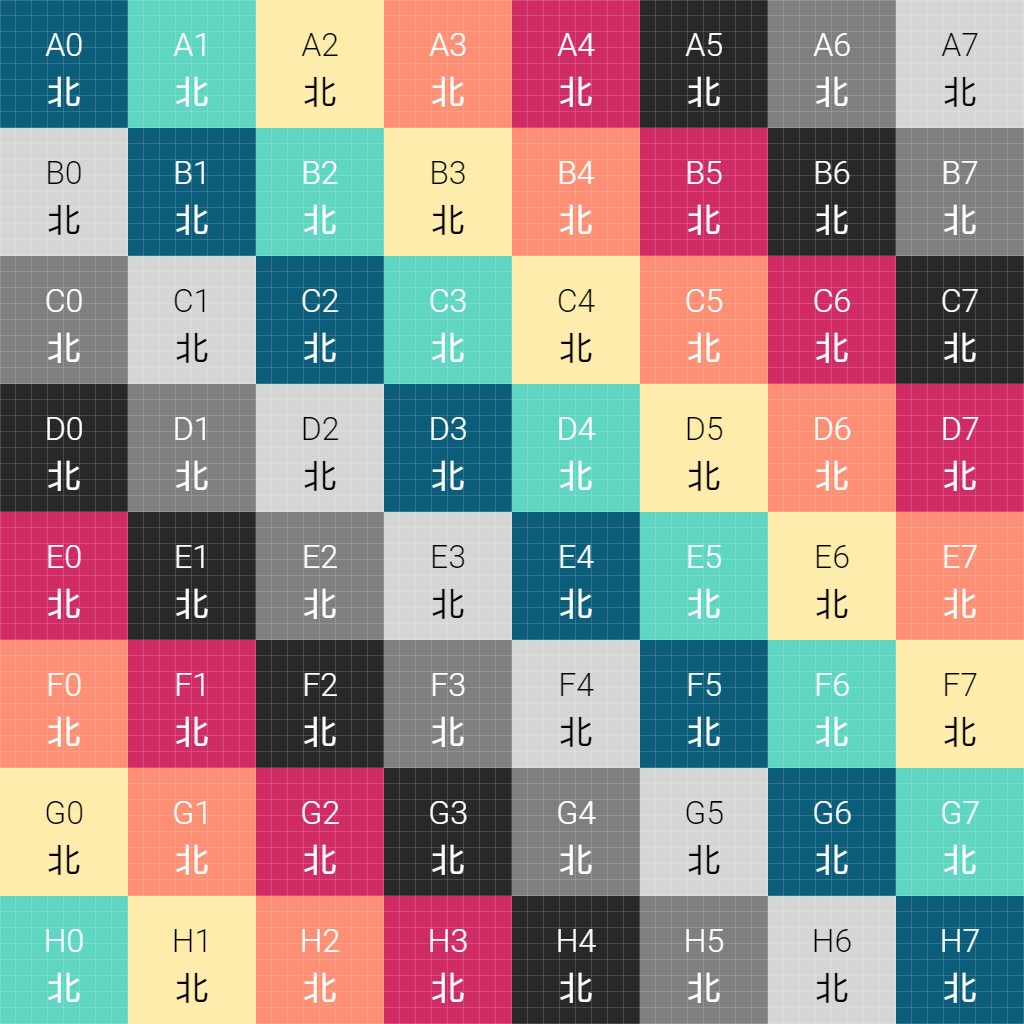 A0 A1 A2 A3 A4 A5 A6 A7
北 北 北 北 北 北 北 北
B0 B1 B2 B3 B4 B5 B6 B7
北 北 北 北 北 北 北 北
C0 C1 C2 C3 C4 C5 C6 C7
北 北 北 北 北 北 北 北
D0 D1 D2 D3 D4 D5 D6 D7
北 北 北 北 北 北 北 北
E0 E1 E2 E3 E4 E5 E6 E7
北 北 北 北 北 北 北 北
F0 F1 F2 F3 F4 F5 F6 F7
北 北 北 北 北 北 北 北
G0 G1 G2 G3 G4 G5 G6 G7
北 北 北 北 北 北 北 北
H0 H1 H2 H3 H4 H5 H6 H7
北 北 北 北 北 北 北 北